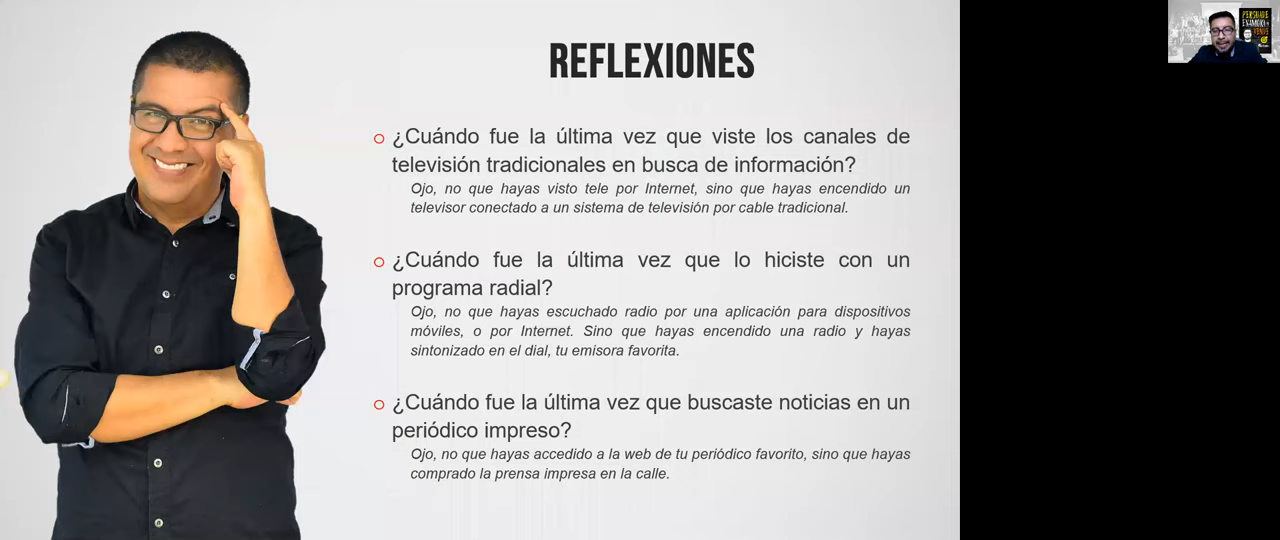 REFLEXIONES
¿Cuándo fue la última vez que viste los canales de
televisión tradicionales en busca de información?
Ojo, no que hayas visto tele por Internet, sino que hayas encendido un
televisor conectado a un sistema de televisión por cable tradicional.
¿Cuándo fue la última vez que lo hiciste con un
programa radial?
Ojo, no que hayas escuchado radio por una aplicación para dispositivos
móviles, o por Internet. Sino que hayas encendido una radio y hayas
sintonizado en el dial, tu emisora favorita.
¿Cuándo fue la última vez que buscaste noticias en un
periódico impreso?
Ojo, no que hayas accedido a la web de tu periódico favorito, sino que hayas
comprado la prensa impresa en la calle.
PERSUADE